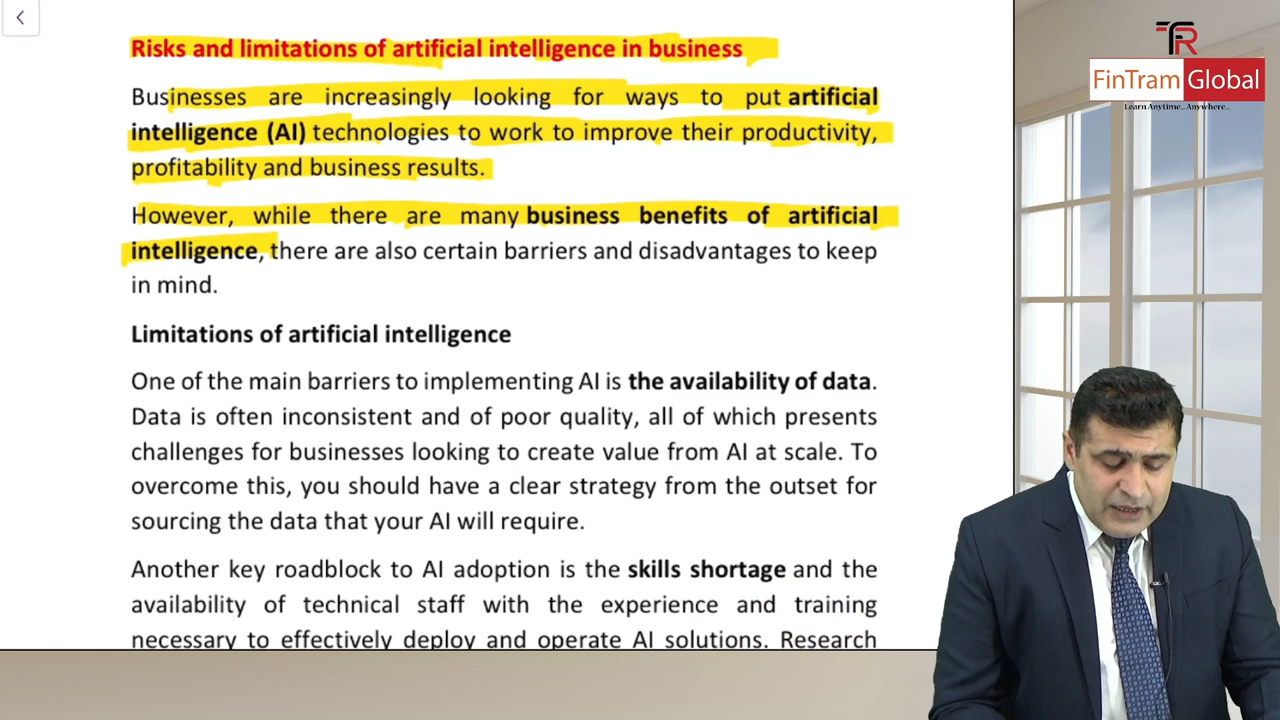 Risks and limitations of artificial intelligence in business
Businesses are increasingly looking for ways to put artificial
intelligence (AI) technologies to work to improve their productivity,
profitability and business results.
However, while there are many business benefits of artificial
intelligence, there are also certain barriers and disadvantages to keep
in mind.
Limitations of artificial intelligence
One of the main barriers to implementing AI is the availability of data.
Data is often inconsistent and of poor quality, all of which presents
challenges for businesses looking to create value from AI at scale. To
overcome this, you should have a clear strategy from the outset for
sourcing the data that your AI will require.
Another key roadblock to AI adoption is the skills shortage and the
availability of technical staff with the experience and training
necessary to effectively deploy and operate AI solutions. Research
TR
FinTram Global
Learn Anytime... Anywhere...